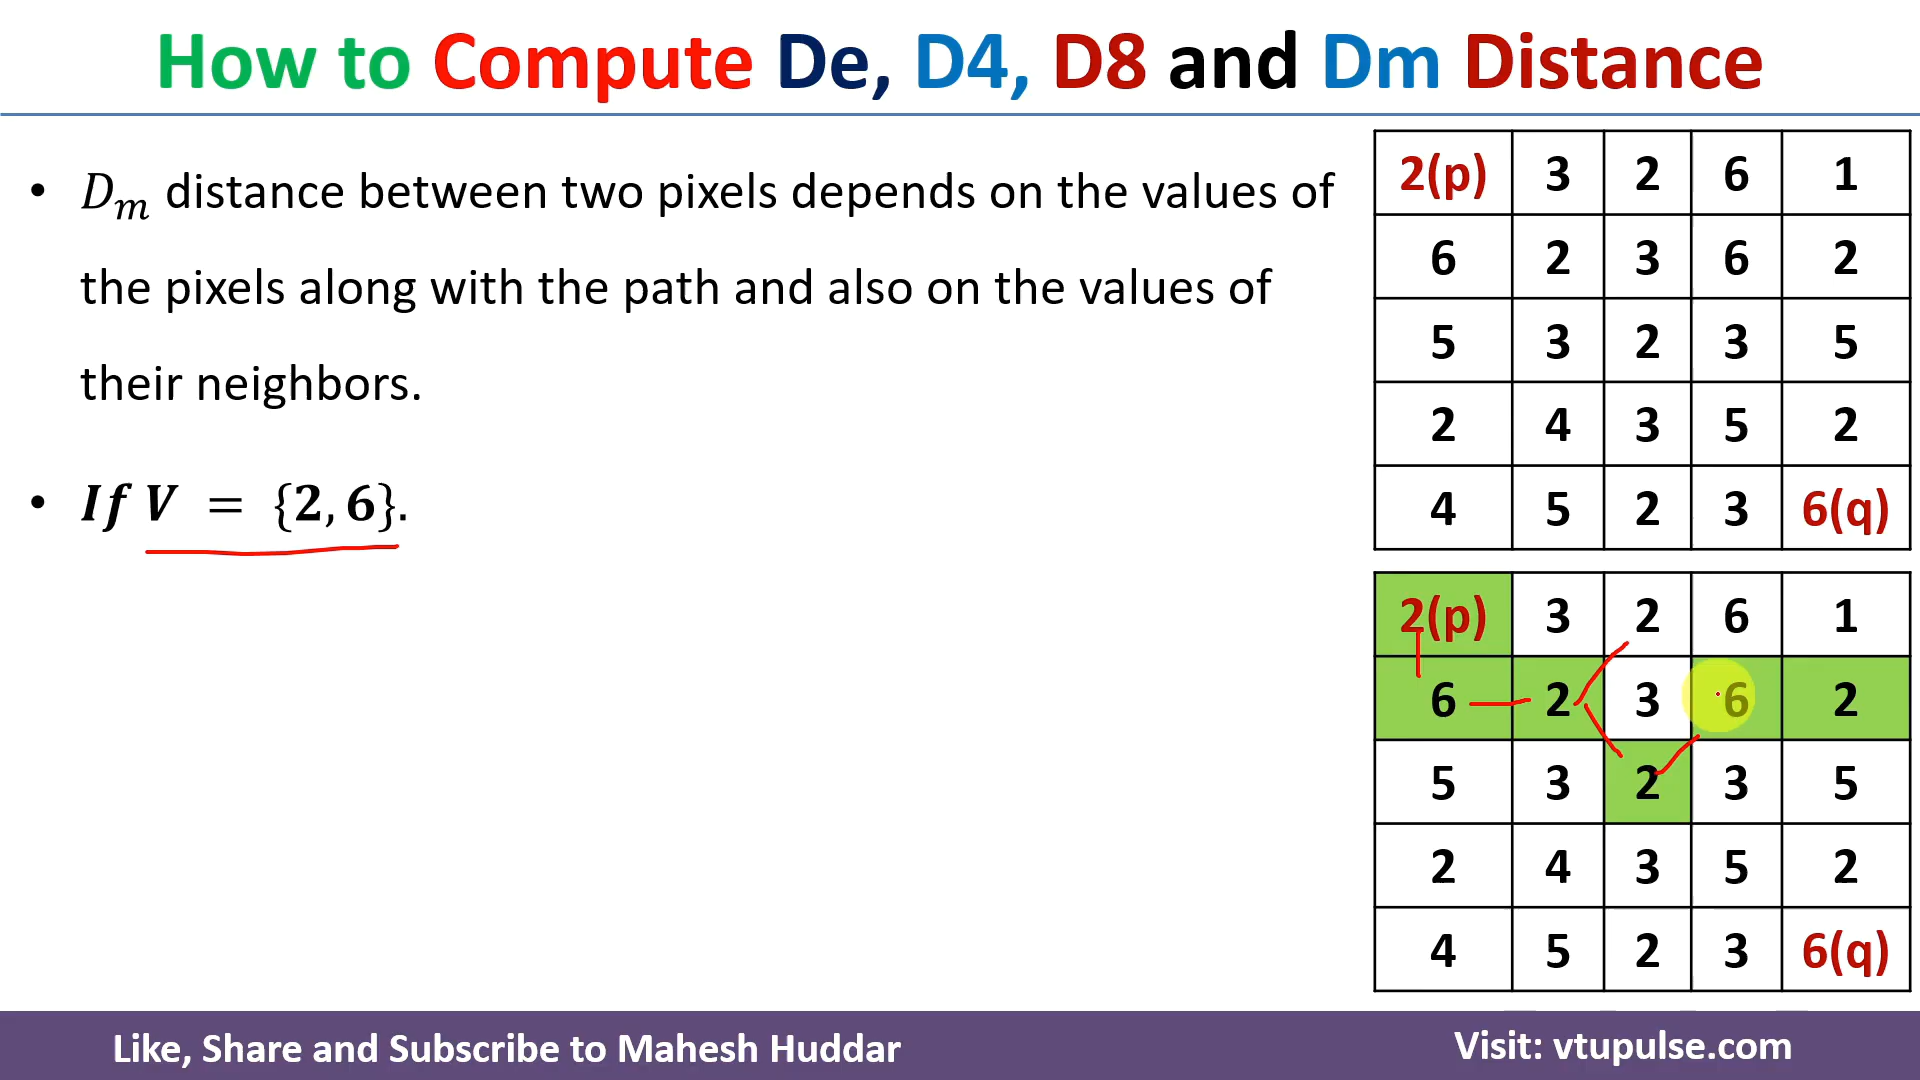 How to Compute De, D4, D8 and Dm Distance
• Dm distance between two pixels depends on the values of
the pixels along with the path and also on the values of
their neighbors.
• If V = {2, 6}.
2(p) 3 2 6 1
6 2 3 6 2
5 3 2 3 5
2 4 3 5 2
4 5 2 3 6(q)
2(p) 3 2 6 1
6 2 3 6 2
5 3 2 3 5
2 4 3 5 2
4 5 2 3 6(q)
Like, Share and Subscribe to Mahesh Huddar
Visit: vtupulse.com